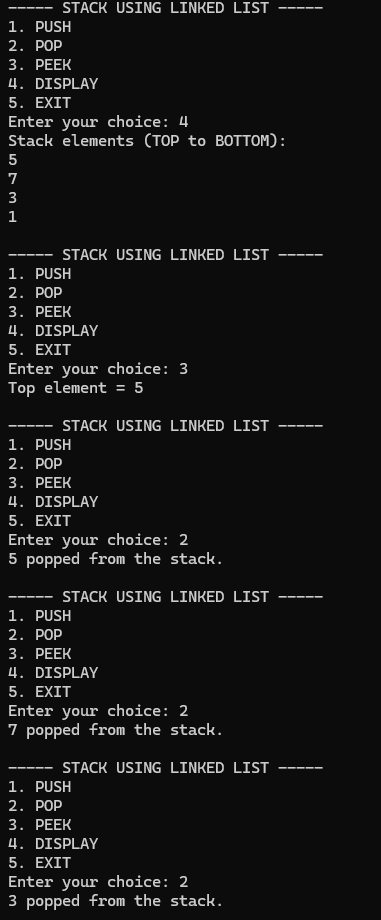 ----- STACK USING LINKED LIST -----
1. PUSH
2. POP
3. PEEK
4. DISPLAY
5. EXIT
Enter your choice: 4
Stack elements (TOP to BOTTOM):
5
7
3
1

----- STACK USING LINKED LIST -----
1. PUSH
2. POP
3. PEEK
4. DISPLAY
5. EXIT
Enter your choice: 3
Top element = 5

----- STACK USING LINKED LIST -----
1. PUSH
2. POP
3. PEEK
4. DISPLAY
5. EXIT
Enter your choice: 2
5 popped from the stack.

----- STACK USING LINKED LIST -----
1. PUSH
2. POP
3. PEEK
4. DISPLAY
5. EXIT
Enter your choice: 2
7 popped from the stack.

----- STACK USING LINKED LIST -----
1. PUSH
2. POP
3. PEEK
4. DISPLAY
5. EXIT
Enter your choice: 2
3 popped from the stack.